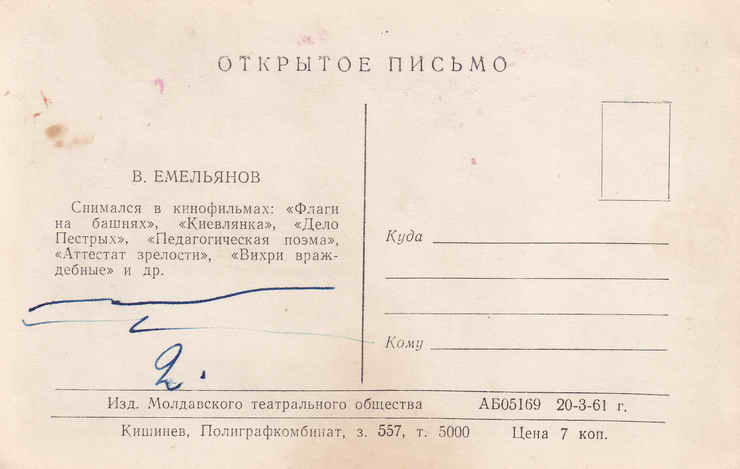 ОТКРЫТОЕ ПИСЬМО
В. ЕМЕЛЬЯНОВ
Снимался в кинофильмах: «Флаги
на башнях», «Киевлянка», «Дело
Пестрых», «Педагогическая поэма»,
«Аттестат зрелости», «Вихри враж-
дебные» и др.
2.
Куда
Кому
Изд. Молдавского театрального общества АБ05169 20-3-61 г.
Кишинев, Полиграфкомбинат, з. 557, т. 5000 Цена 7 коп.